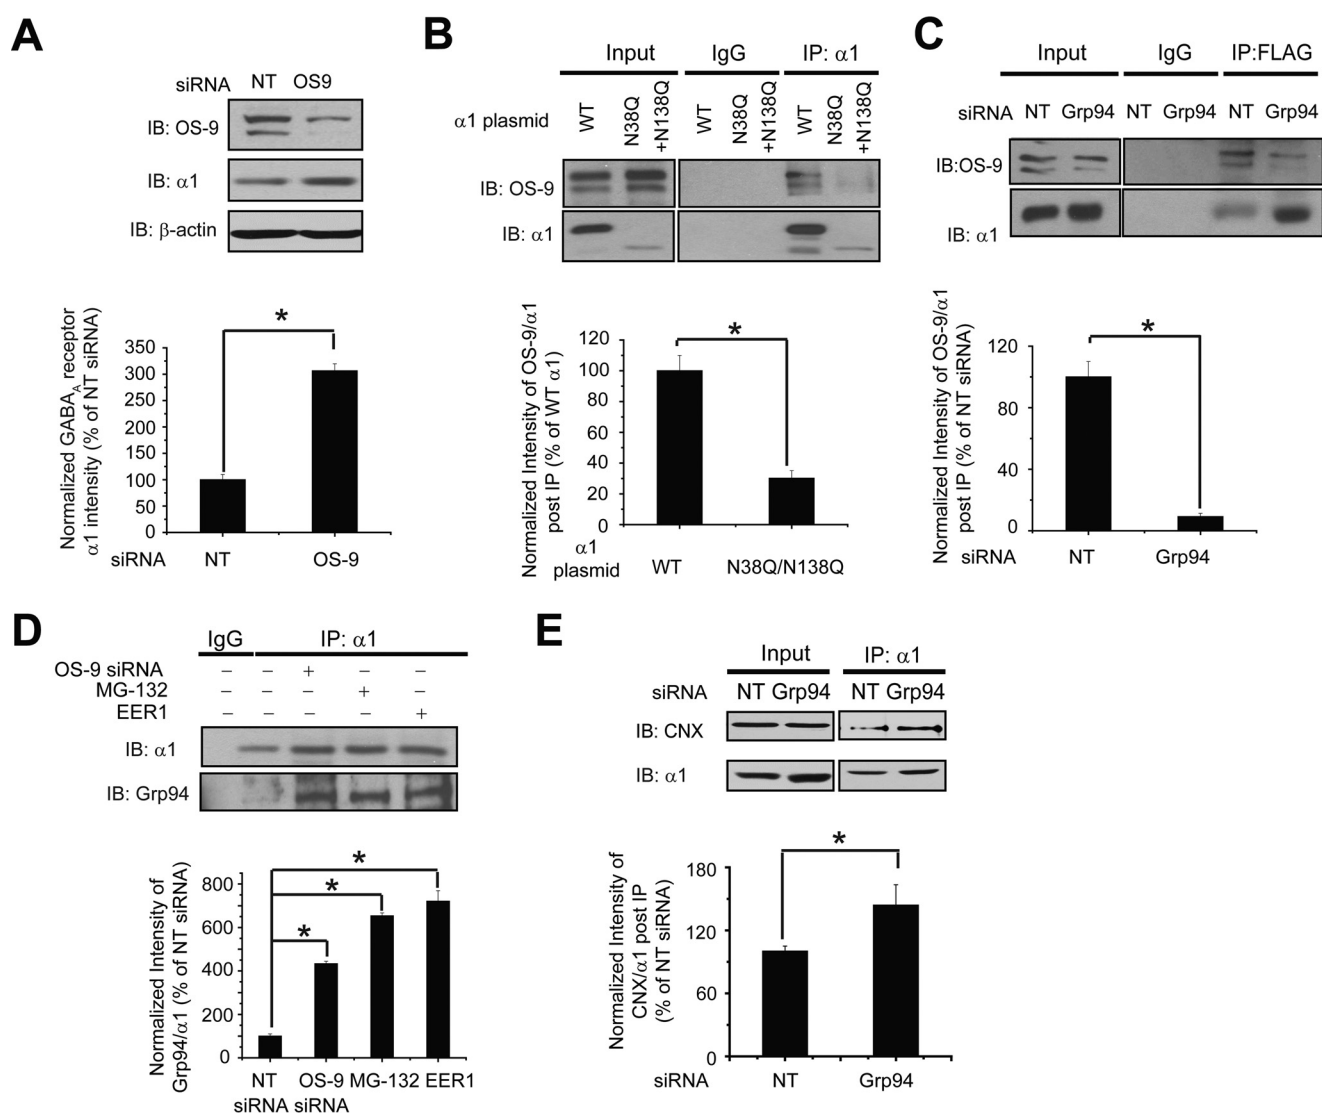 A
siRNA NT OS9
IB: OS-9
IB: α1
IB: β-actin
Normalized GABAA receptor
α1 intensity (% of NT siRNA)
350
300
250
200
150
100
50
0
*
siRNA NT OS-9
B
Input IgG IP: α1
α1 plasmid
WT
N38Q
+N138Q
WT
N38Q
+N138Q
WT
N38Q
+N138Q
IB: OS-9
IB: α1
Normalized Intensity of OS-9/α1
post IP (% of WT α1)
120
100
80
60
40
20
0
*
α1
plasmid WT N38Q/N138Q
C
Input IgG IP:FLAG
siRNA NT Grp94 NT Grp94 NT Grp94
IB:OS-9
IB: α1
Normalized Intensity of OS-9/α1
post IP (% of NT siRNA)
120
80
40
0
*
siRNA NT Grp94
D
IgG IP: α1
OS-9 siRNA – – + – –
MG-132 – – – + –
EER1 – – – – +
IB: α1
IB: Grp94
Normalized Intensity of
Grp94/α1 (% of NT siRNA)
800
600
400
200
0
*
*
*
NT OS-9 MG-132 EER1
siRNA siRNA
E
Input IP: α1
siRNA NT Grp94 NT Grp94
IB: CNX
IB: α1
Normalized Intensity of
CNX/α1 post IP
(% of NT siRNA)
180
120
60
0
*
siRNA NT Grp94